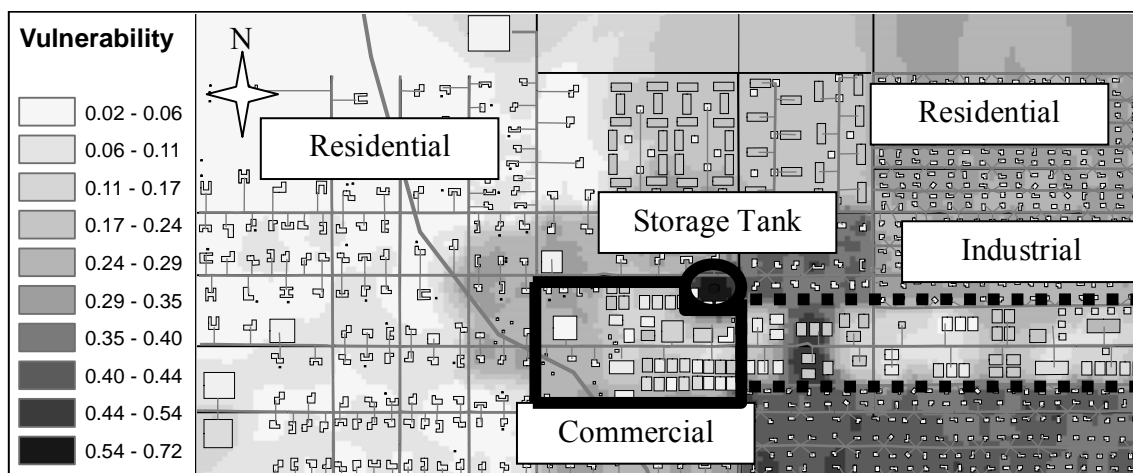 Vulnerability
0.02 - 0.06
0.06 - 0.11
0.11 - 0.17
0.17 - 0.24
0.24 - 0.29
0.29 - 0.35
0.35 - 0.40
0.40 - 0.44
0.44 - 0.54
0.54 - 0.72
N
Residential
Residential
Storage Tank
Industrial
Commercial